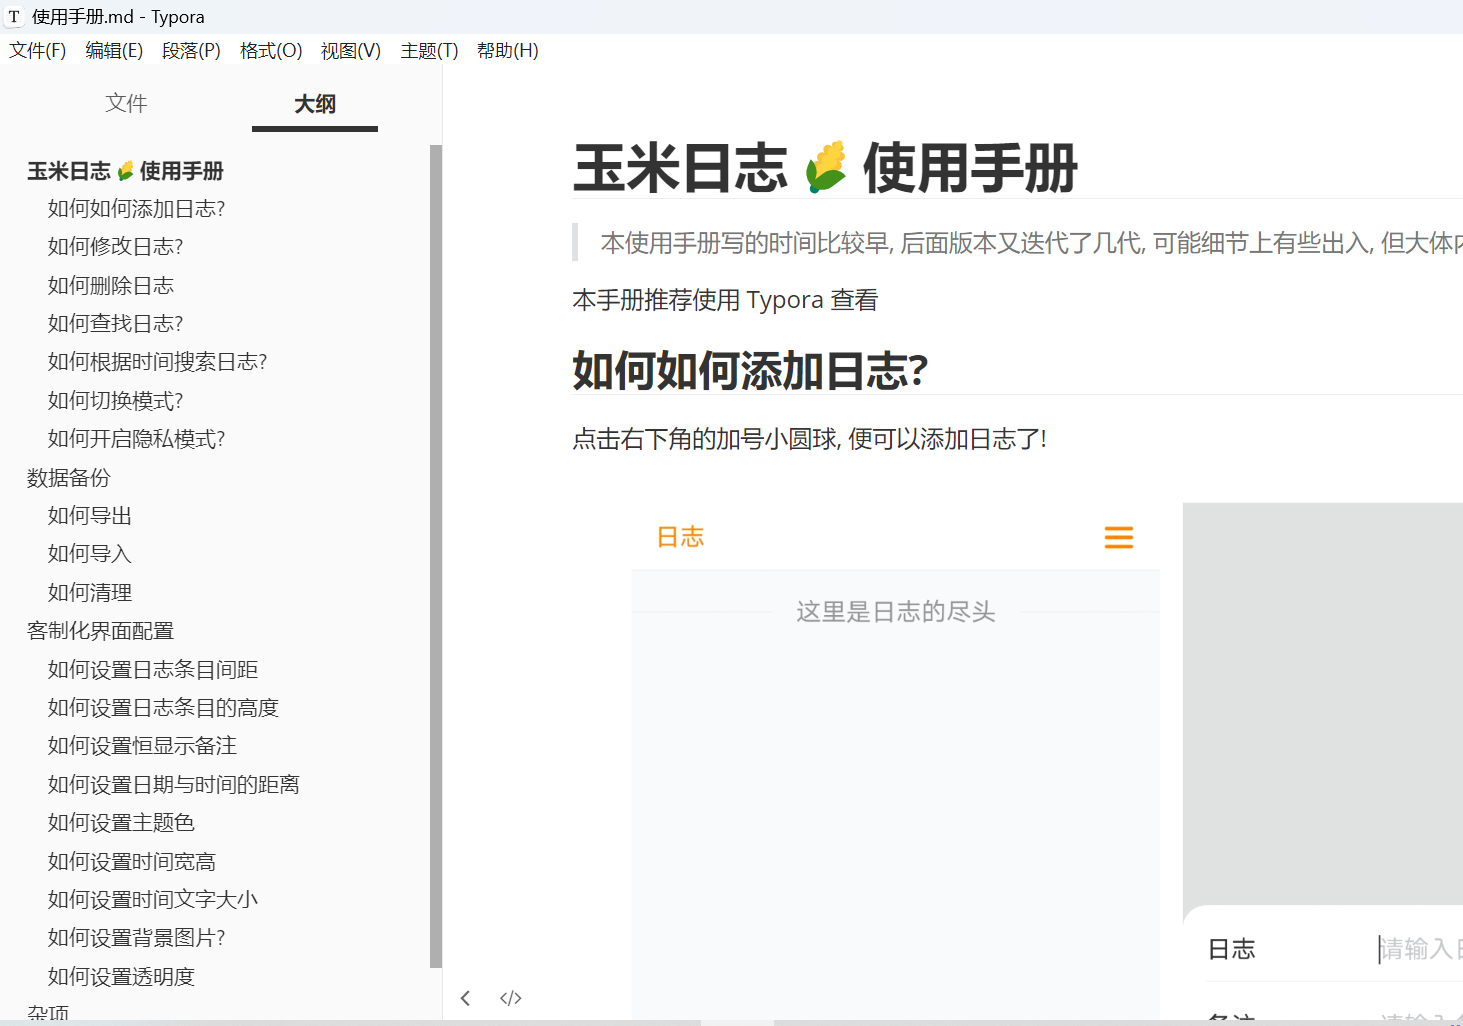 使用手册.md - Typora
文件(F) 编辑(E) 段落(P) 格式(O) 视图(V) 主题(T) 帮助(H)
文件 大纲
玉米日志🌽使用手册
如何如何添加日志?
如何修改日志?
如何删除日志
如何查找日志?
如何根据时间搜索日志?
如何切换模式?
如何开启隐私模式?
数据备份
如何导出
如何导入
如何清理
客制化界面配置
如何设置日志条目间距
如何设置日志条目的高度
如何设置恒显示备注
如何设置日期与时间的距离
如何设置主题色
如何设置时间宽高
如何设置时间文字大小
如何设置背景图片?
如何设置透明度
杂项
玉米日志🌽使用手册
本使用手册写的时间比较早, 后面版本又迭代了几代, 可能细节上有些出入, 但大体
本手册推荐使用 Typora 查看
如何如何添加日志?
点击右下角的加号小圆球, 便可以添加日志了!
日志
这里是日志的尽头
日志 请输入日
备注 请输入